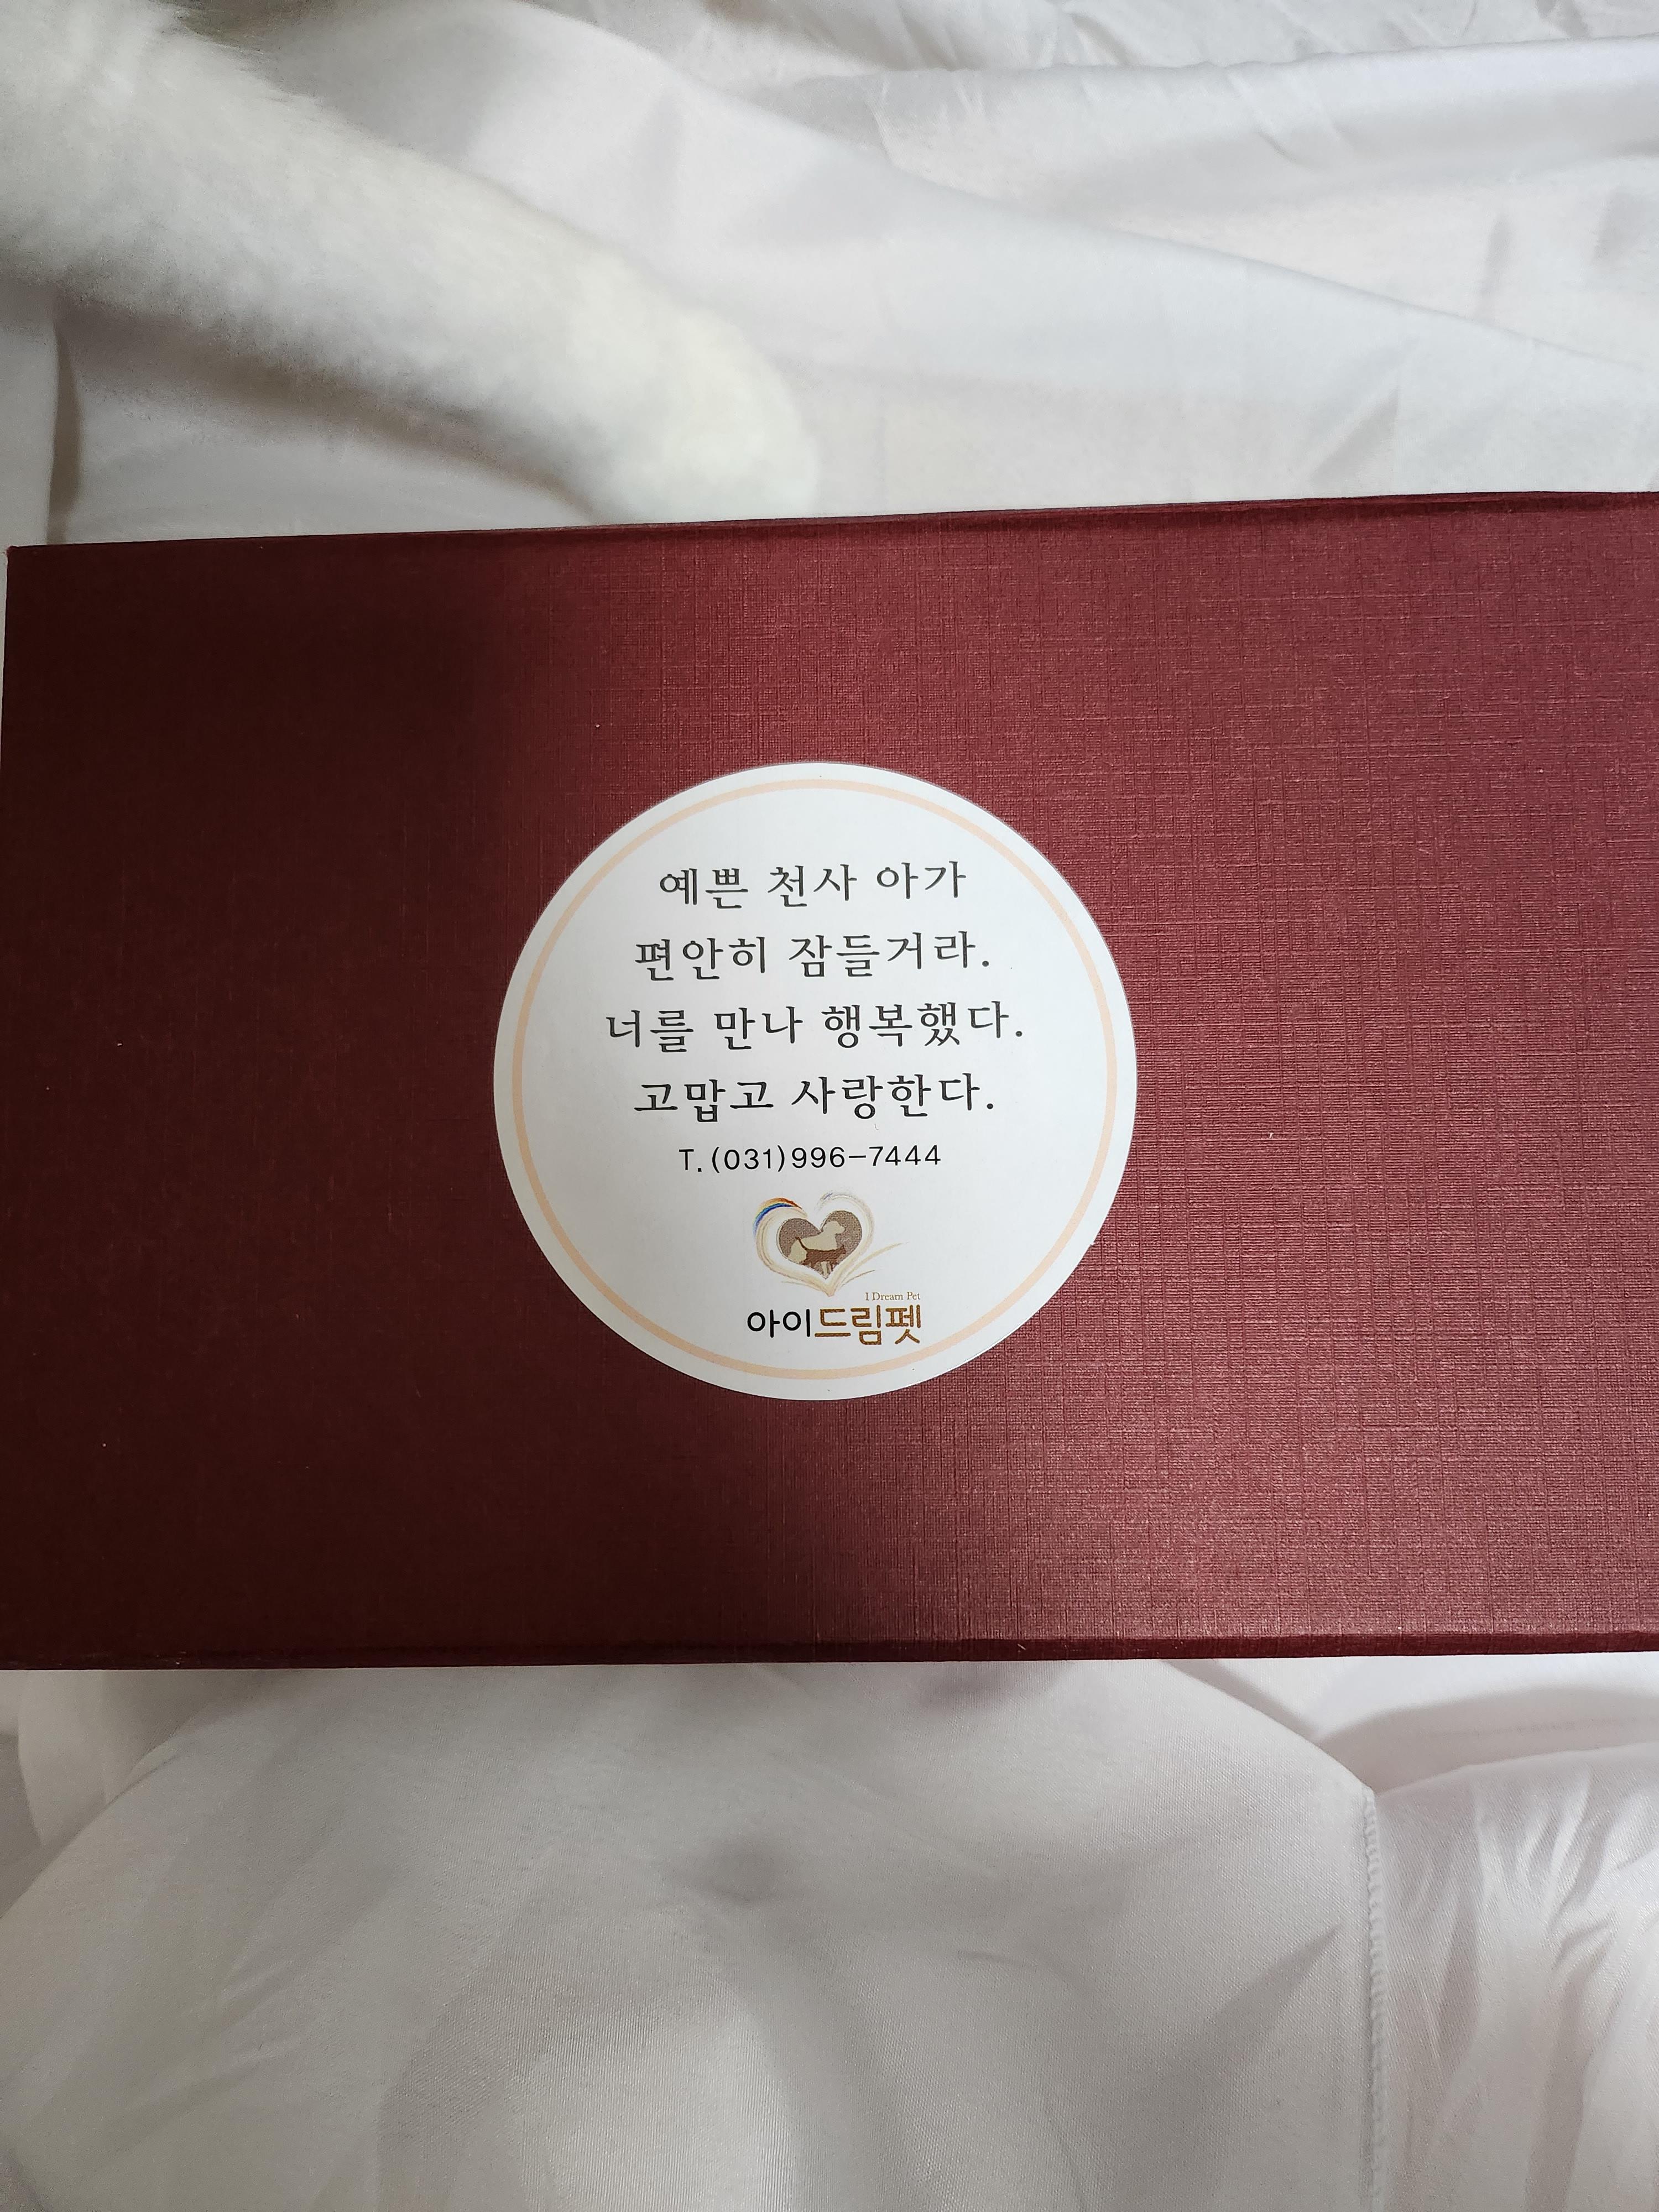 예쁜 천사 아가
편안히 잠들거라.
너를 만나 행복했다.
고맙고 사랑한다.
T.(031)996-7444
I Dream Pet
아이드림펫